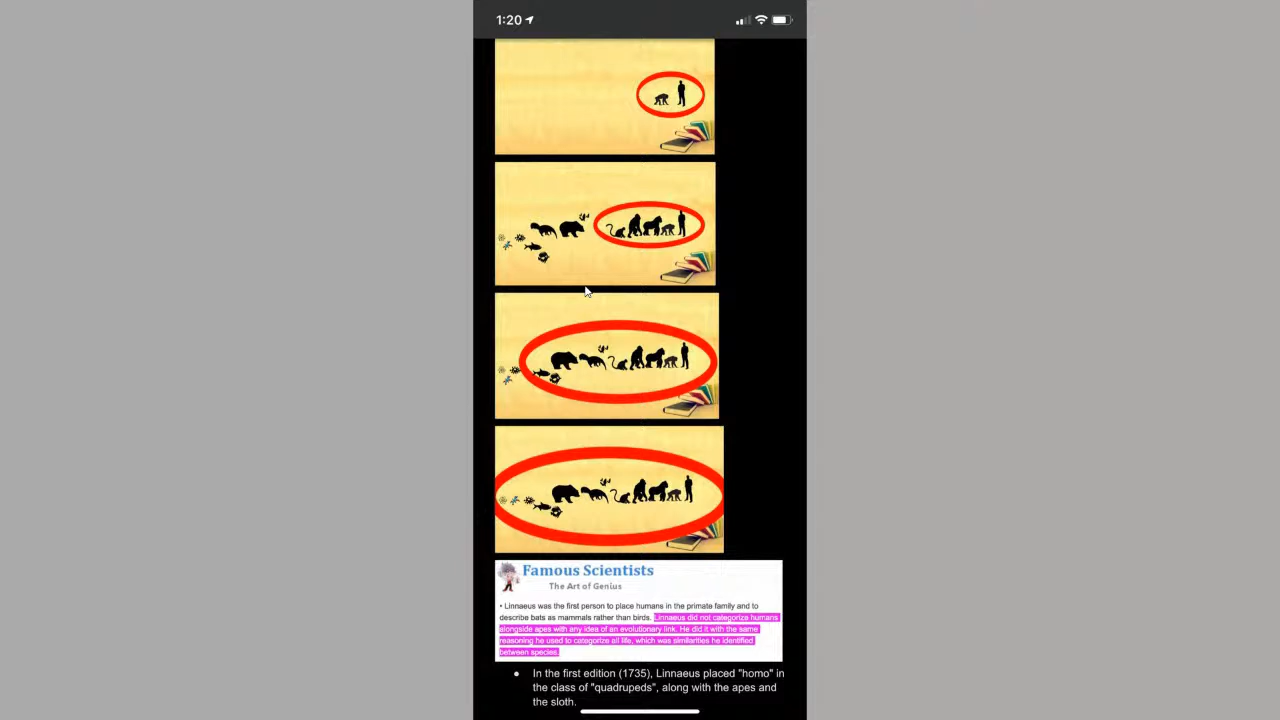 1:20
Famous Scientists
The Art of Genius
• Linnaeus was the first person to place humans in the primate family and to
describe bats as mammals rather than birds. Linnaeus did not categorize humans
alongside apes with any idea of an evolutionary link. He did it with the same
reasoning he used to categorize all life, which was similarities he identified
between species.
● In the first edition (1735), Linnaeus placed "homo" in
the class of "quadrupeds", along with the apes and
the sloth.